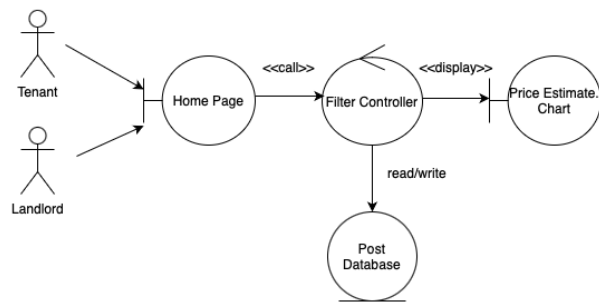 Tenant
Landlord
Home Page
<<call>>
Filter Controller
<<display>>
Price Estimate.
Chart
read/write
Post
Database